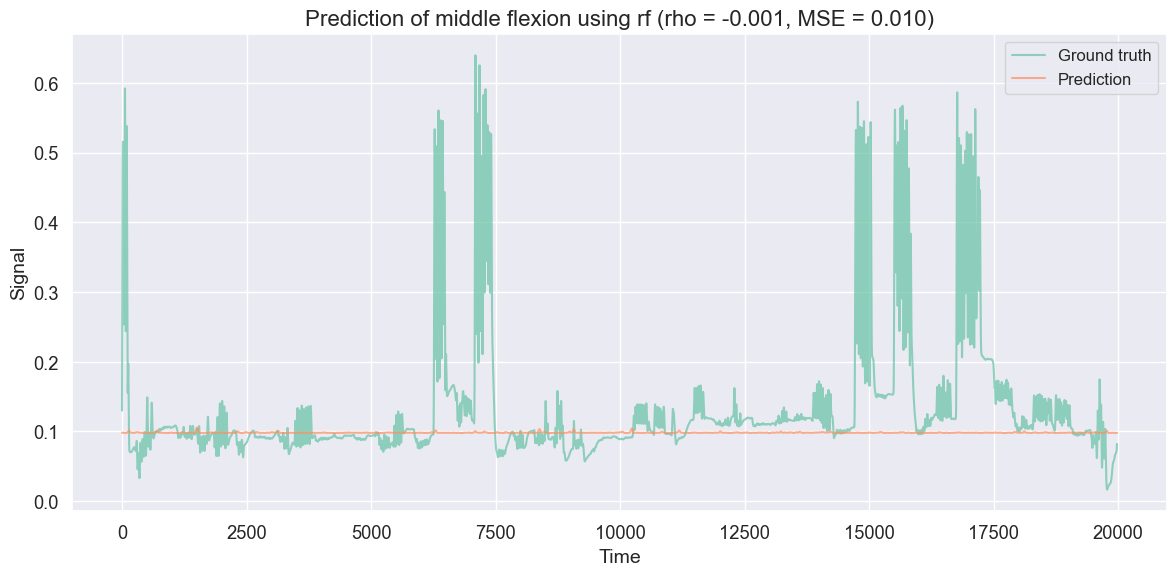 Prediction of middle flexion using rf (rho = -0.001, MSE = 0.010)
Ground truth
Prediction
Signal
0.6
0.5
0.4
0.3
0.2
0.1
0.0
0 2500 5000 7500 10000 12500 15000 17500 20000
Time